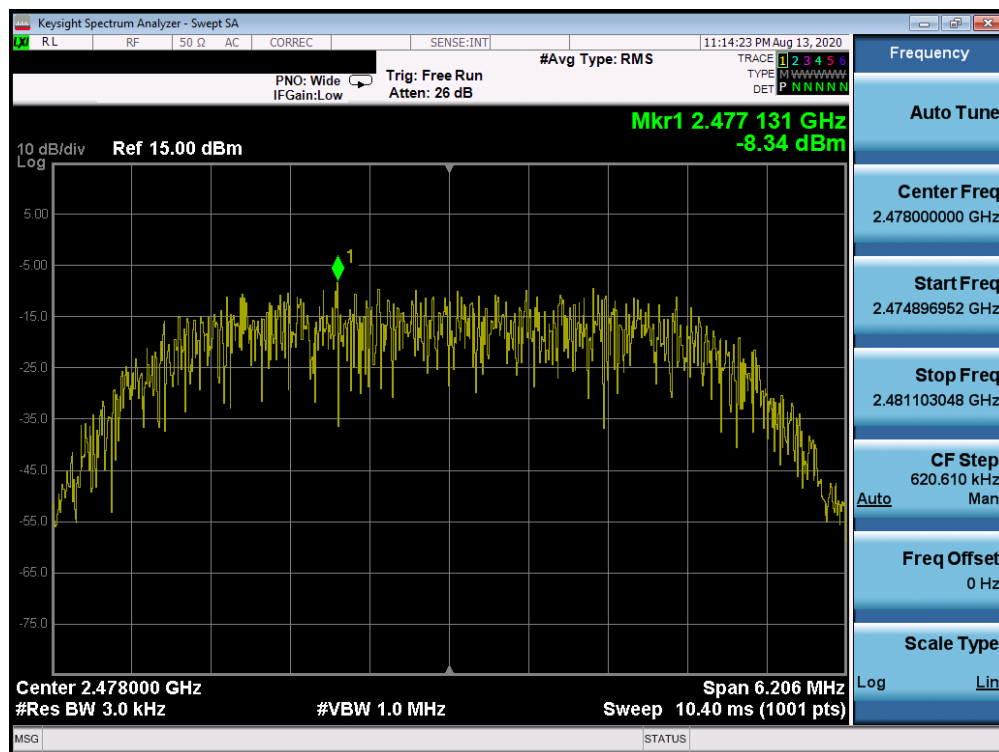 Keysight Spectrum Analyzer - Swept SA
LXI RL RF 50 Ω AC CORREC SENSE:INT 11:14:23 PM Aug 13, 2020
#Avg Type: RMS
TRACE 1 2 3 4 5 6
TYPE M WWWWW
DET P N N N N N
PNO: Wide
IFGain:Low
Trig: Free Run
Atten: 26 dB
Mkr1 2.477 131 GHz
-8.34 dBm
10 dB/div Ref 15.00 dBm
Log
1
5.00
-5.00
-15.0
-25.0
-35.0
-45.0
-55.0
-65.0
-75.0
Center 2.478000 GHz Span 6.206 MHz
#Res BW 3.0 kHz #VBW 1.0 MHz Sweep 10.40 ms (1001 pts)
MSG STATUS
Frequency
Auto Tune
Center Freq
2.478000000 GHz
Start Freq
2.474896952 GHz
Stop Freq
2.481103048 GHz
CF Step
620.610 kHz
Auto Man
Freq Offset
0 Hz
Scale Type
Log Lin